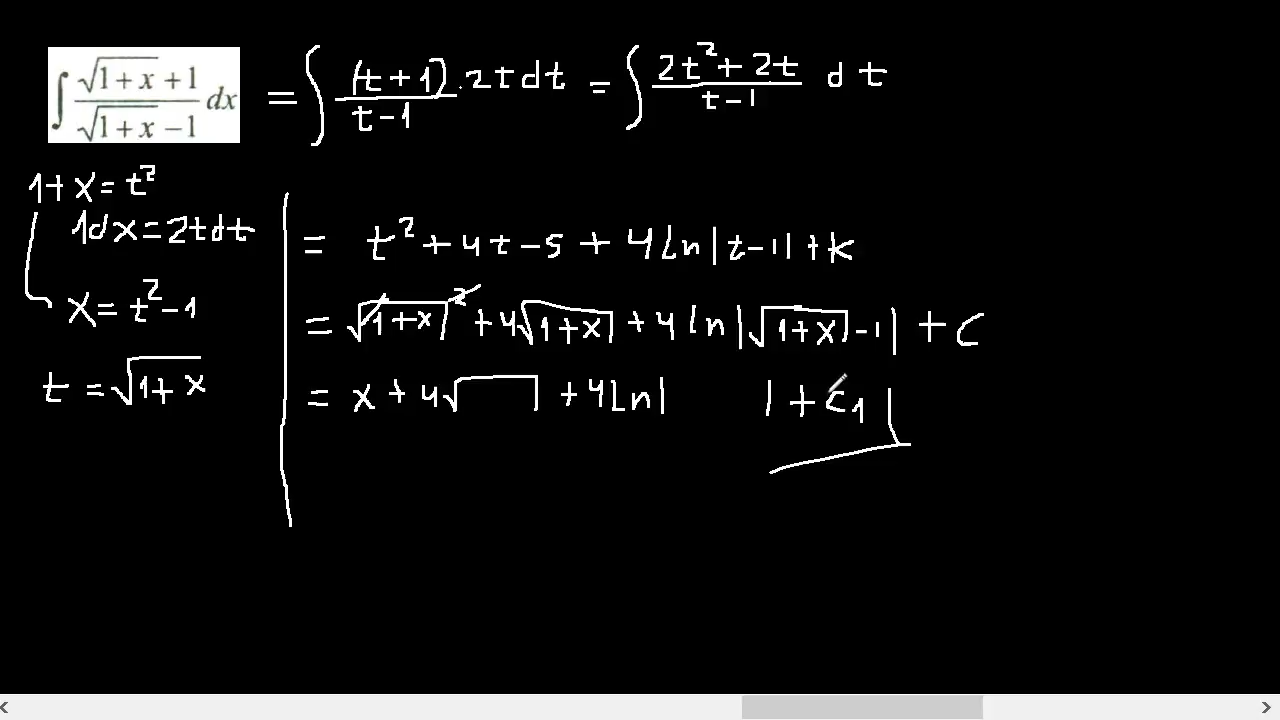 ∫ (√(1+x) + 1)/(√(1+x) − 1) dx = ∫ (t+1)/(t−1) · 2t dt = ∫ (2t² + 2t)/(t−1) dt
1 + x = t²
1dx = 2t dt
x = t² − 1
t = √(1+x)
= t² + 4t − 5 + 4 ln|t−1| + k
= √(1+x)² + 4√(1+x) + 4 ln|√(1+x) − 1| + C
= x + 4√ + 4 ln| | + C₁